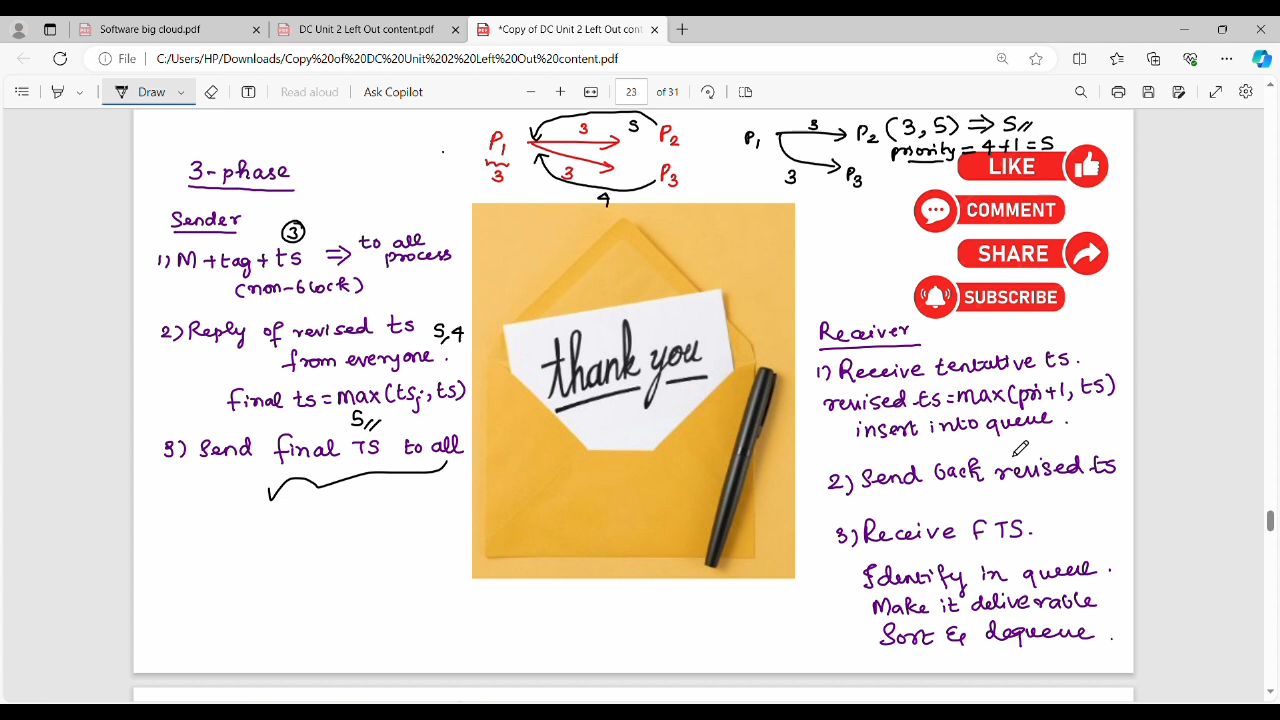 Software big cloud.pdf
DC Unit 2 Left Out content.pdf
*Copy of DC Unit 2 Left Out cont
File
C:/Users/HP/Downloads/Copy%20of%20DC%20Unit%202%20Left%20Out%20content.pdf
Draw
Read aloud
Ask Copilot
23
of 31
3-phase
Sender
3
1) M + tag + ts ⇒ to all
process
(non-block)
2) Reply of revised ts 5,4
from everyone.
final ts = max(tsj, ts)
5//
3) Send final TS to all
P1
3
3
5
P2
3
P3
4
P1
3
P2 (3, 5) ⇒ 5//
priority = 4+1 = 5
3
P3
LIKE
COMMENT
SHARE
SUBSCRIBE
thank you
Receiver
1) Receive tentative ts.
revised ts = max(pri+1, ts)
insert into queue.
2) Send back revised ts
3) Receive FTS.
Identify in queue.
Make it deliverable
Sort & dequeue.